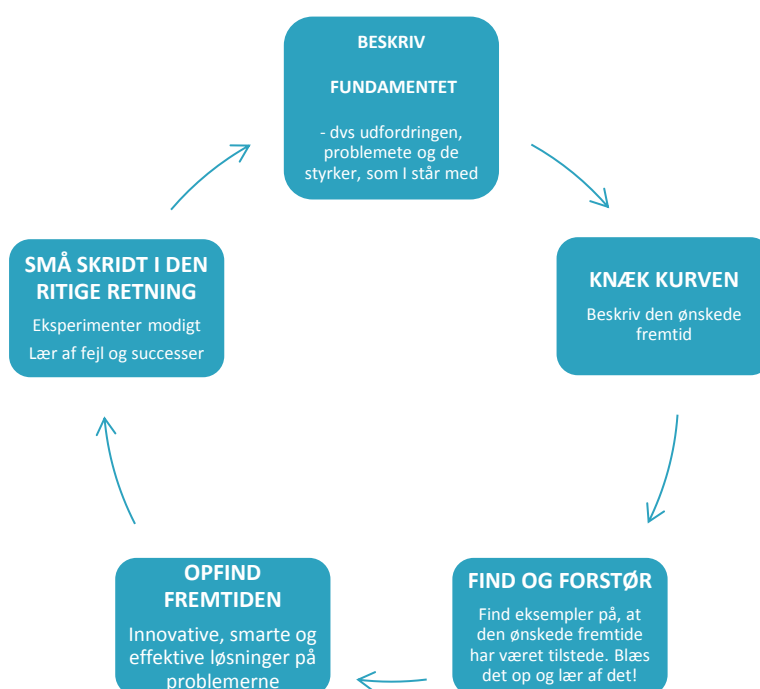 BESKRIV
FUNDAMENTET
- dvs udfordringen,
problemete og de
styrker, som I står med
KNÆK KURVEN
Beskriv den ønskede
fremtid
FIND OG FORSTØR
Find eksempler på, at
den ønskede fremtide
har været tilstede. Blæs
det op og lær af det!
OPFIND
FREMTIDEN
Innovative, smarte og
effektive løsninger på
problemerne
SMÅ SKRIDT I DEN
RITIGE RETNING
Eksperimenter modigt
Lær af fejl og successer